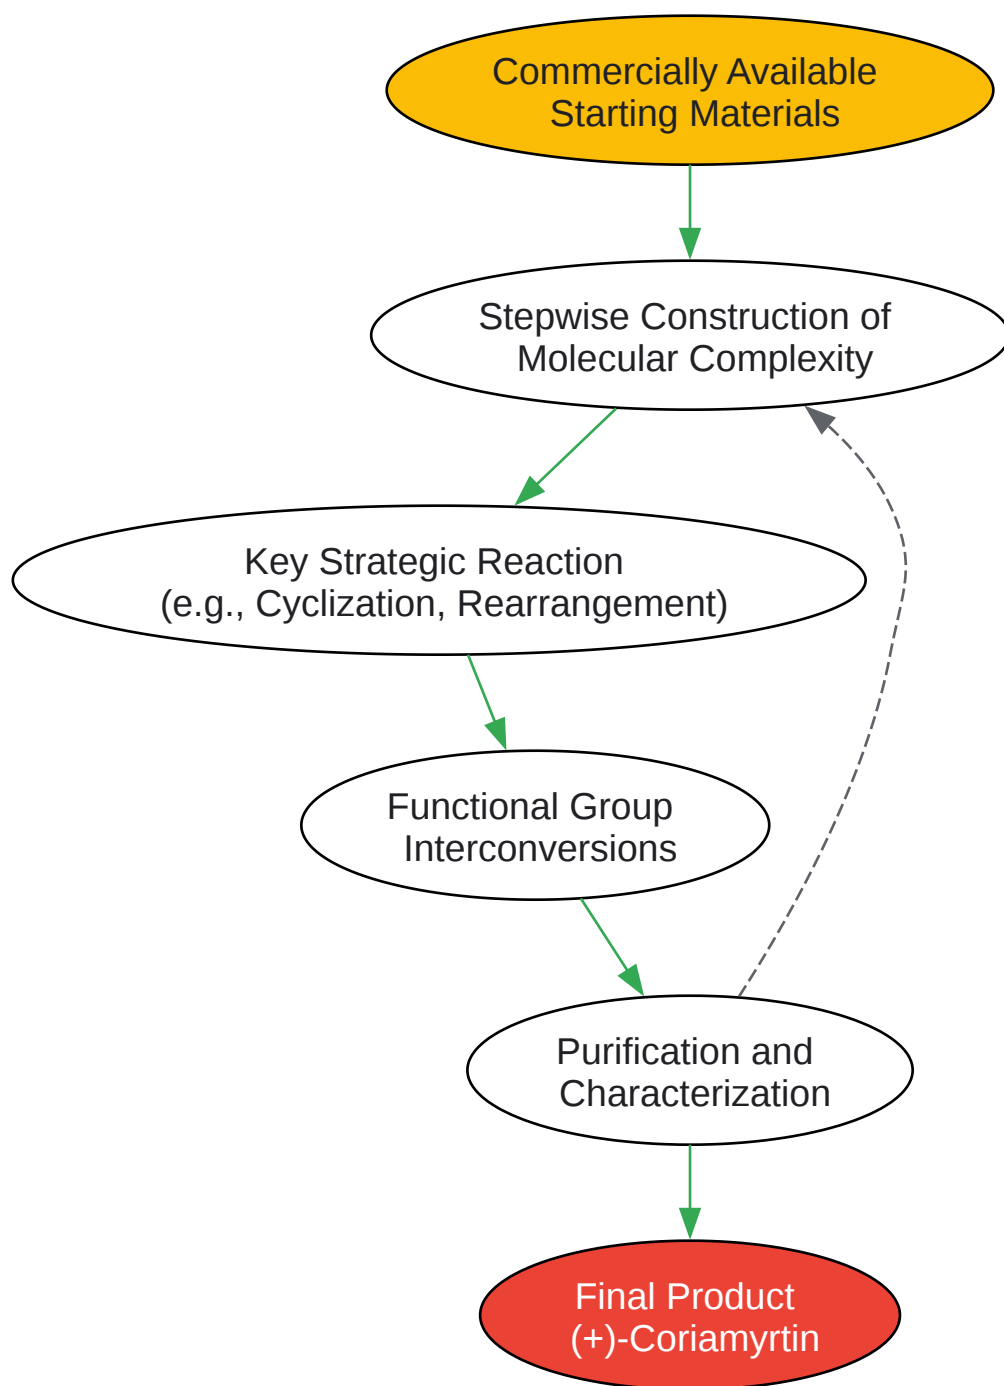 Commercially Available
Starting Materials
Stepwise Construction of
Molecular Complexity
Key Strategic Reaction
(e.g., Cyclization, Rearrangement)
Functional Group
Interconversions
Purification and
Characterization
Final Product
(+)-Coriamyrtin